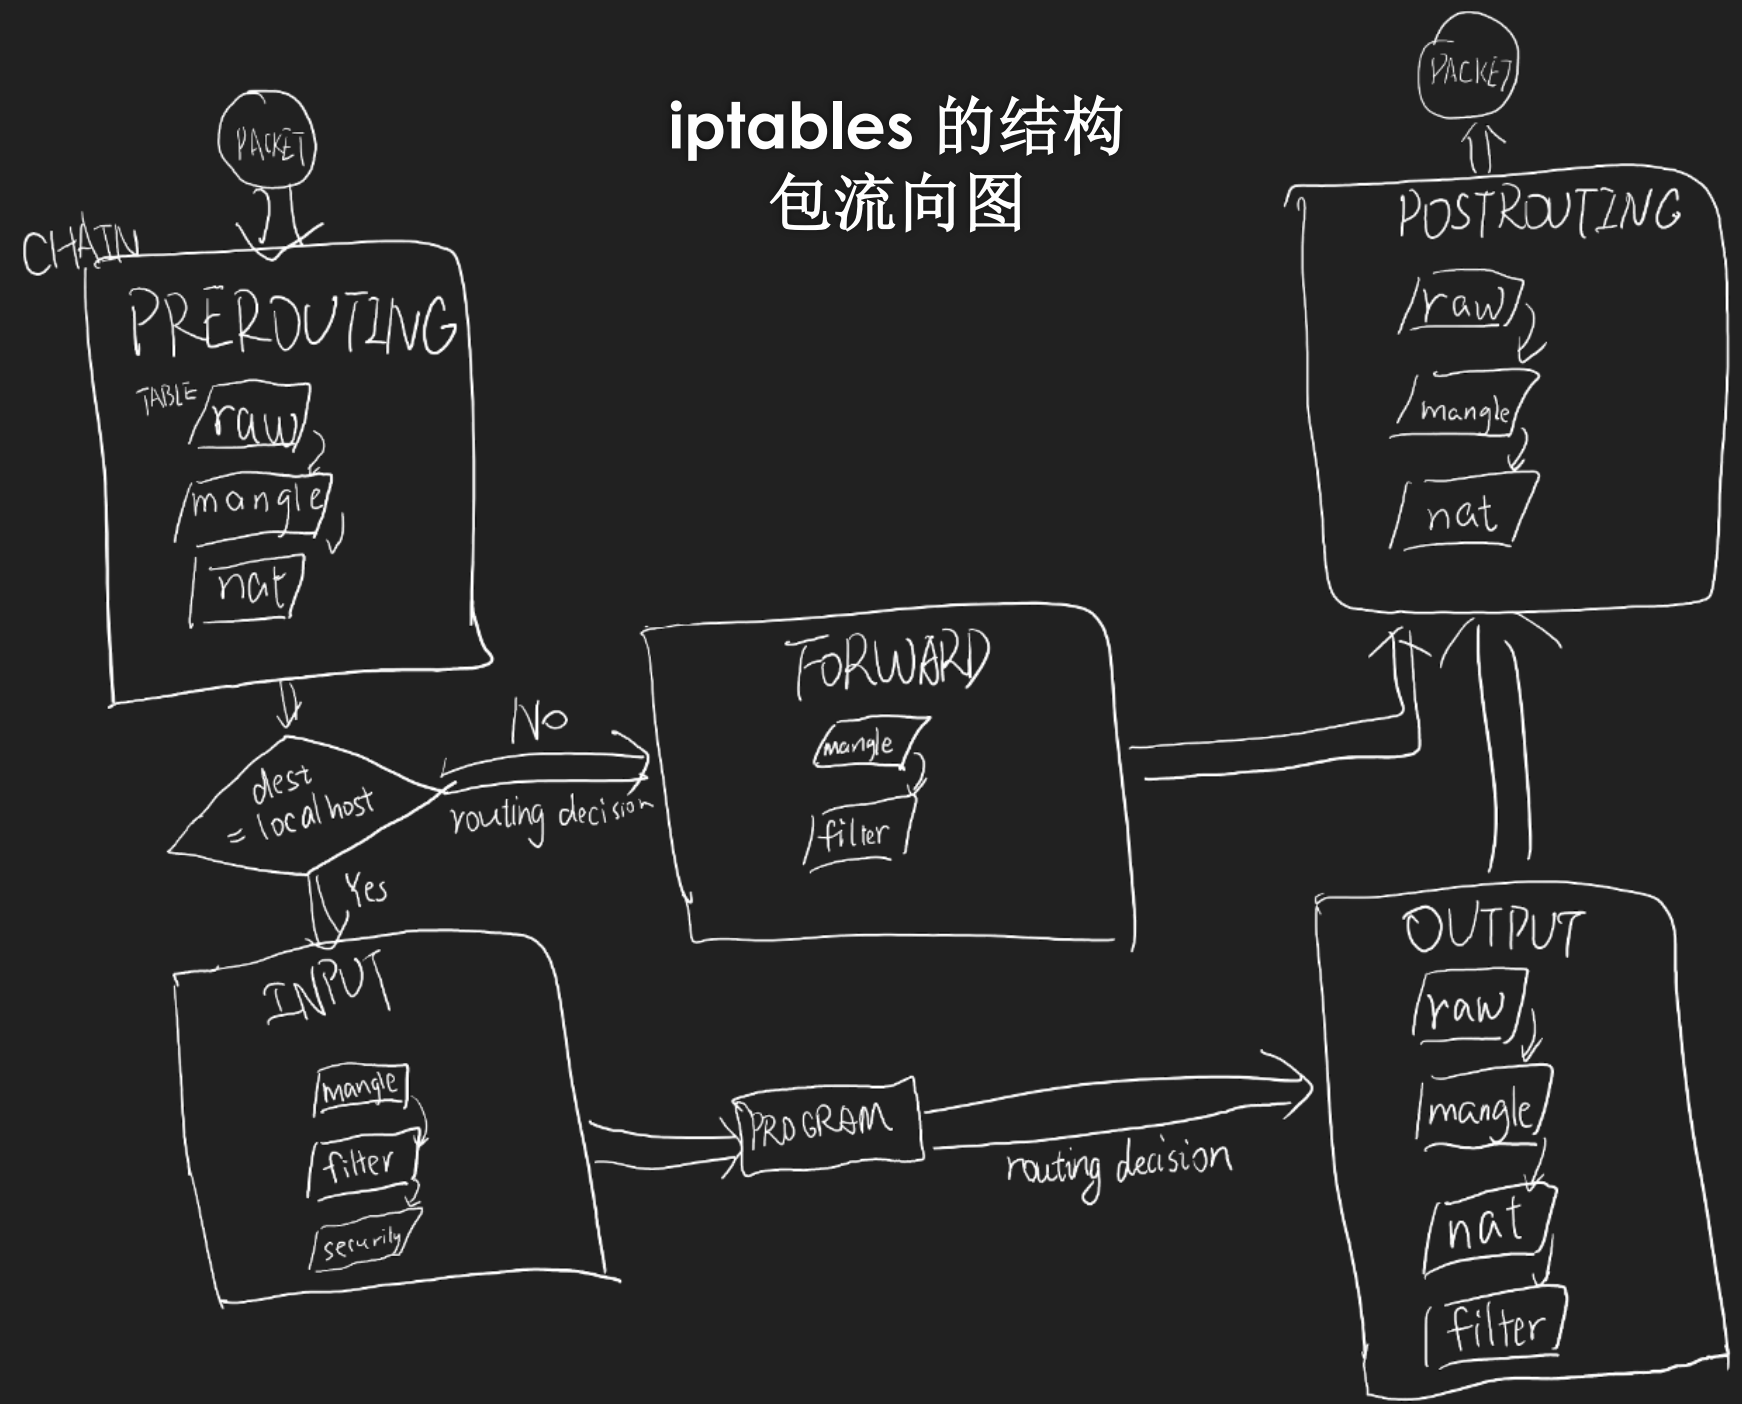 iptables 的结构
包流向图
PACKET
CHAIN
PREROUTING
TABLE
raw
mangle
nat
dest
= localhost
No
routing decision
Yes
FORWARD
mangle
filter
INPUT
mangle
filter
security
PROGRAM
routing decision
OUTPUT
raw
mangle
nat
filter
POSTROUTING
raw
mangle
nat
PACKET